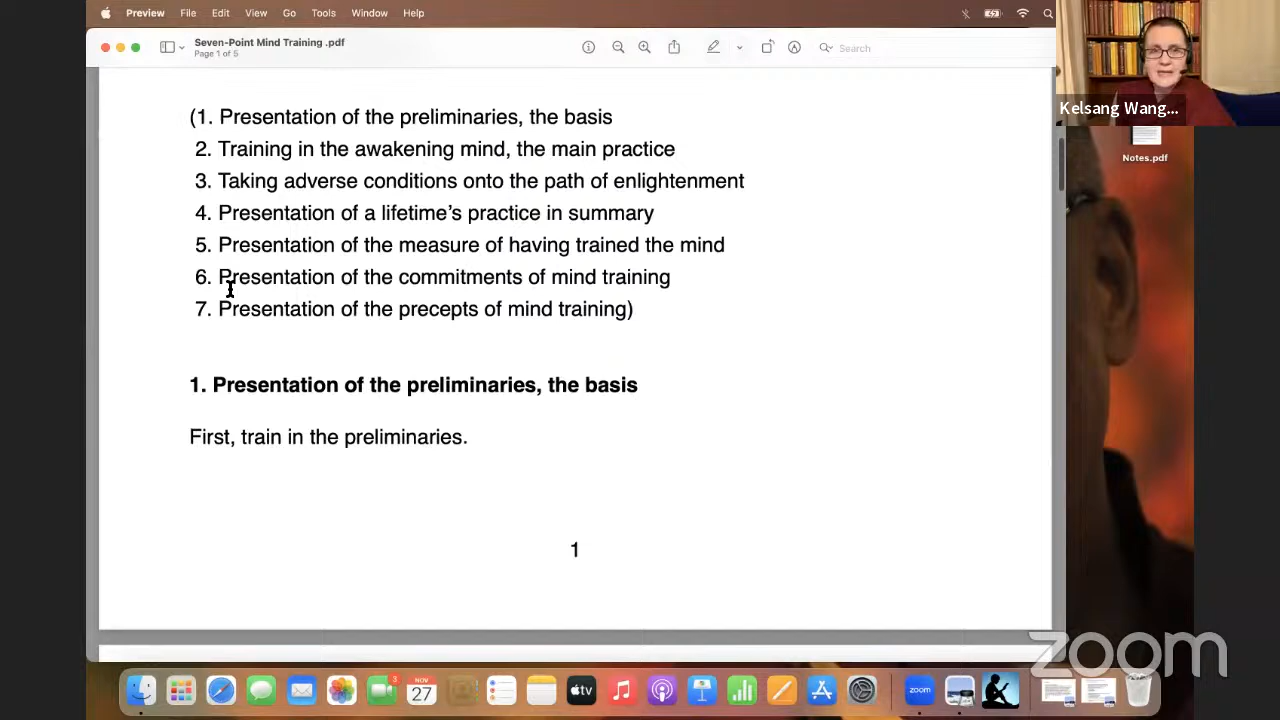 Preview File Edit View Go Tools Window Help
Seven-Point Mind Training .pdf
Page 1 of 5
Search
Kelsang Wang...
Notes.pdf
(1. Presentation of the preliminaries, the basis
2. Training in the awakening mind, the main practice
3. Taking adverse conditions onto the path of enlightenment
4. Presentation of a lifetime's practice in summary
5. Presentation of the measure of having trained the mind
6. Presentation of the commitments of mind training
7. Presentation of the precepts of mind training)
1. Presentation of the preliminaries, the basis
First, train in the preliminaries.
1
zoom
3
NOV
27
tv
zoom